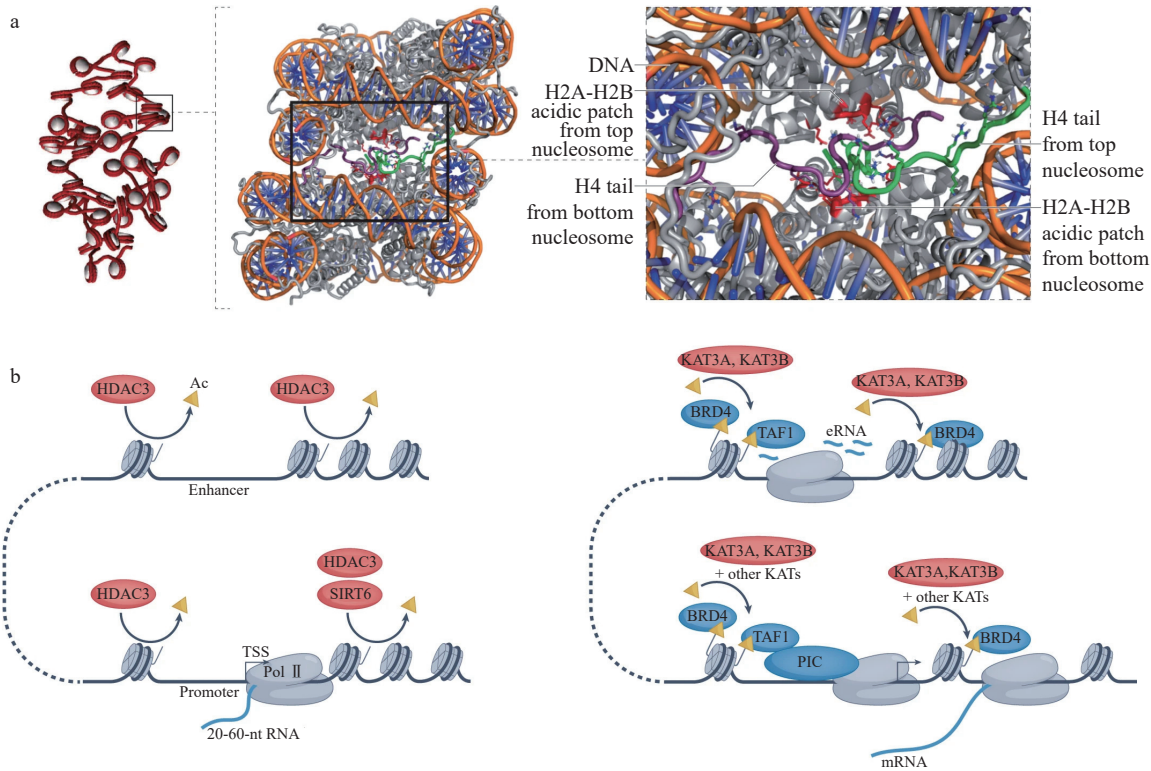 a
DNA
H2A-H2B
acidic patch
from top
nucleosome
H4 tail
from bottom
nucleosome
H4 tail
from top
nucleosome
H2A-H2B
acidic patch
from bottom
nucleosome
b
HDAC3
Ac
HDAC3
Enhancer
HDAC3
HDAC3
SIRT6
TSS
Pol Ⅱ
Promoter
20-60-nt RNA
KAT3A, KAT3B
KAT3A, KAT3B
BRD4
TAF1
eRNA
BRD4
KAT3A, KAT3B
+ other KATs
KAT3A,KAT3B
+ other KATs
BRD4
TAF1
BRD4
PIC
mRNA